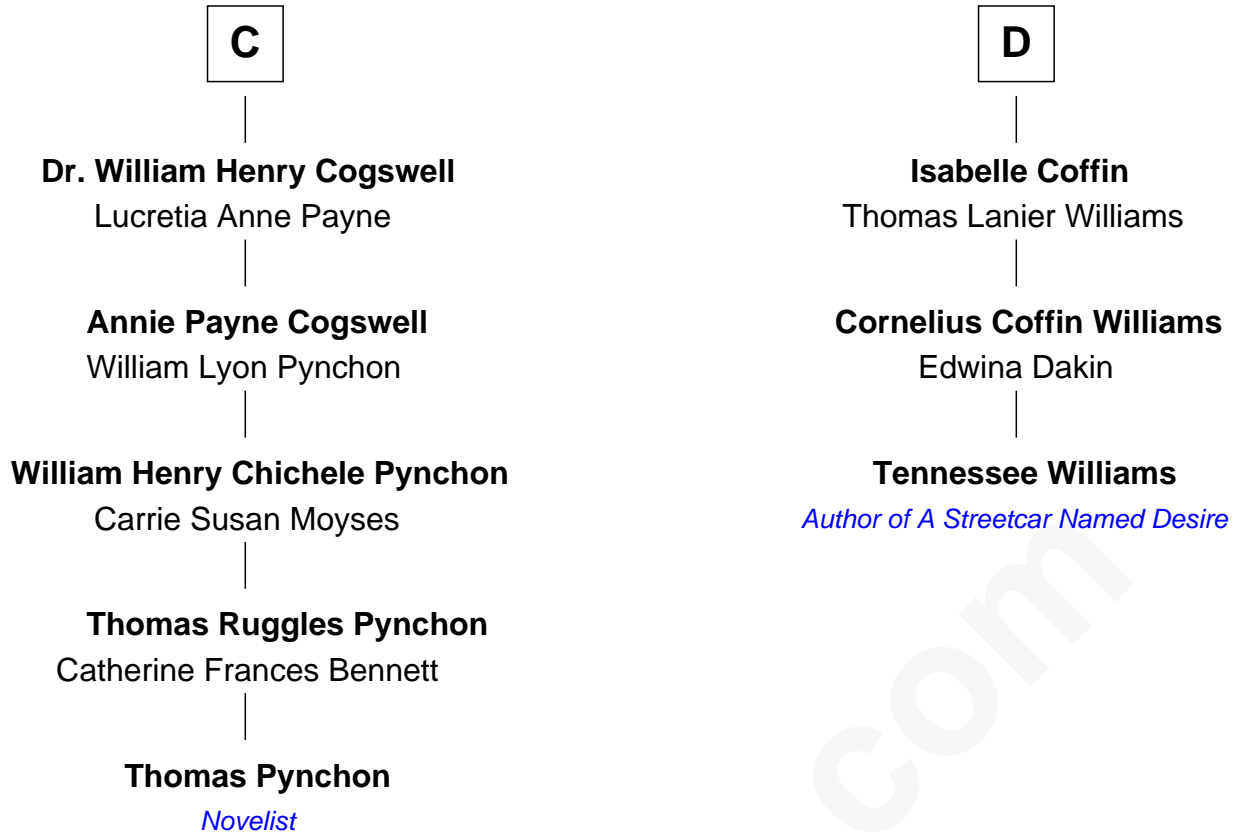 C
Dr. William Henry Cogswell
Lucretia Anne Payne
Annie Payne Cogswell
William Lyon Pynchon
William Henry Chichele Pynchon
Carrie Susan Moyses
Thomas Ruggles Pynchon
Catherine Frances Bennett
Thomas Pynchon
Novelist
D
Isabelle Coffin
Thomas Lanier Williams
Cornelius Coffin Williams
Edwina Dakin
Tennessee Williams
Author of A Streetcar Named Desire
com